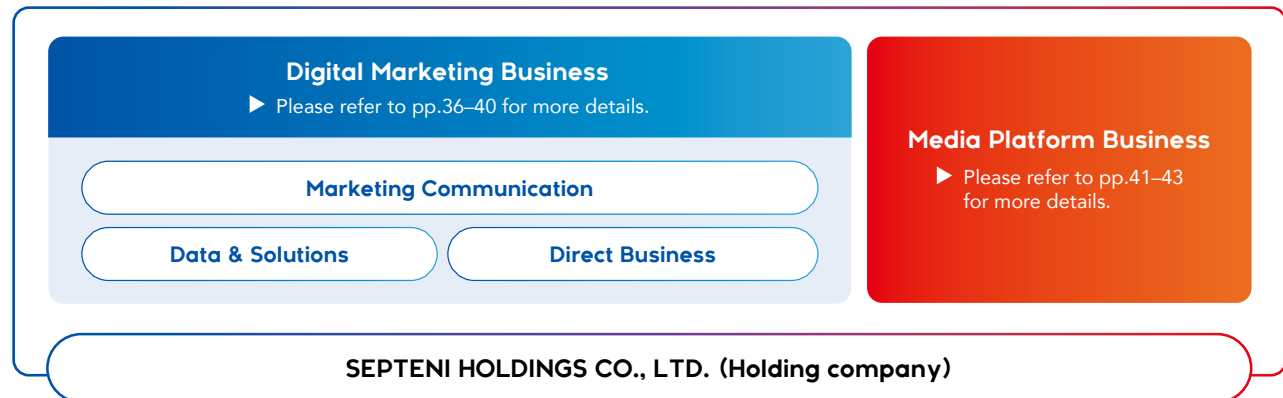 Digital Marketing Business
▶ Please refer to pp.36–40 for more details.
Marketing Communication
Data & Solutions
Direct Business
Media Platform Business
▶ Please refer to pp.41–43
for more details.
SEPTENI HOLDINGS CO., LTD. (Holding company)